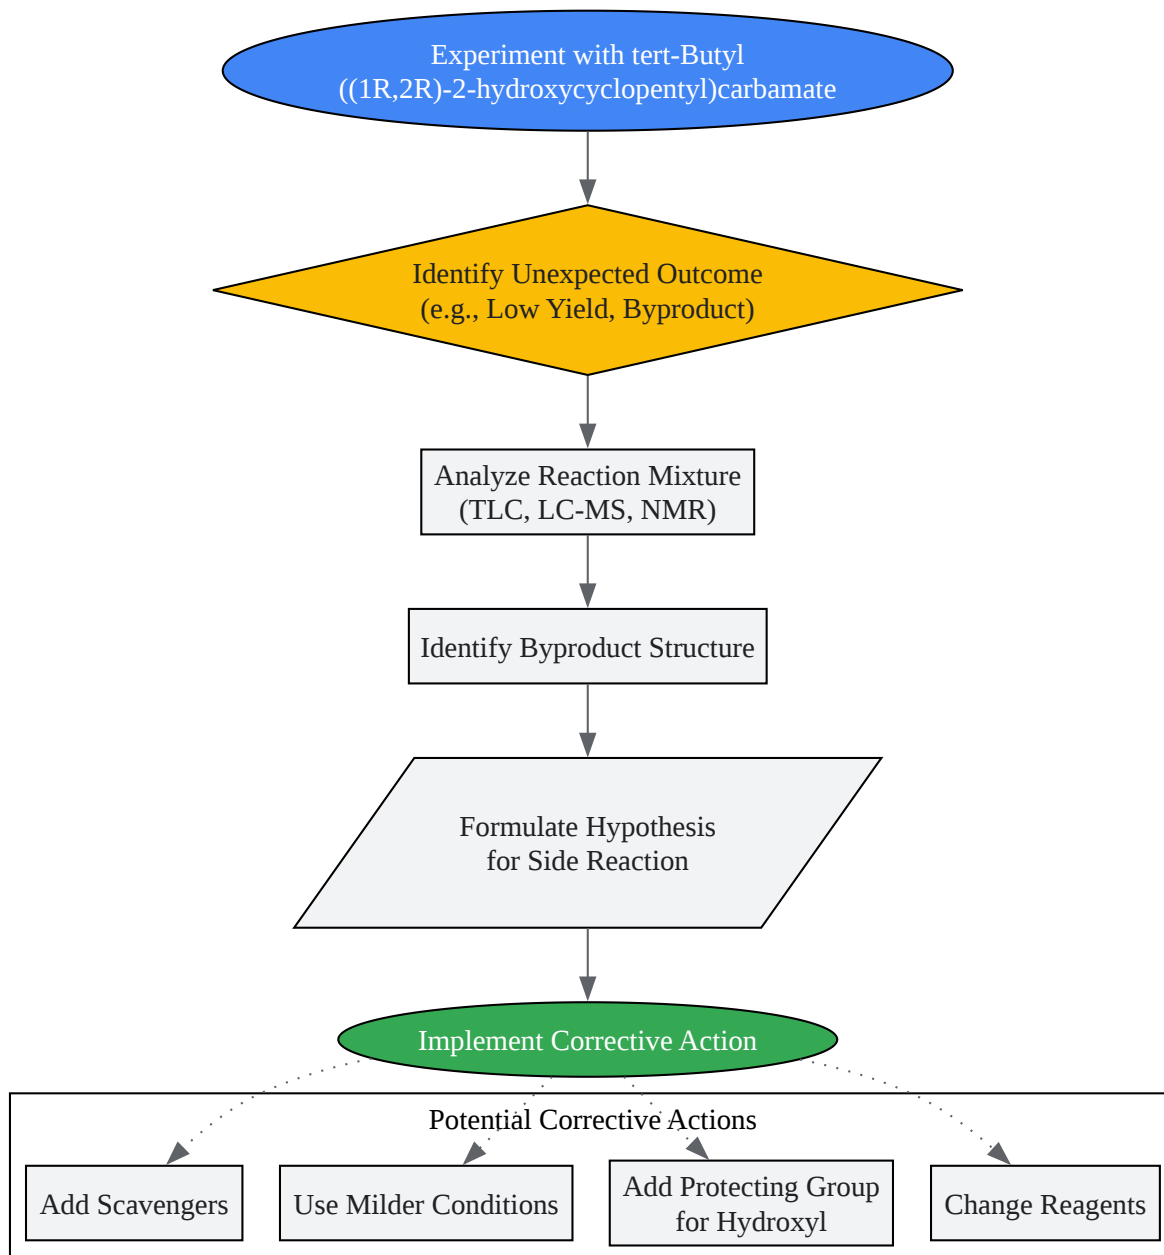 Experiment with tert-Butyl
((1R,2R)-2-hydroxycyclopentyl)carbamate
Identify Unexpected Outcome
(e.g., Low Yield, Byproduct)
Analyze Reaction Mixture
(TLC, LC-MS, NMR)
Identify Byproduct Structure
Formulate Hypothesis
for Side Reaction
Implement Corrective Action
Potential Corrective Actions
Add Scavengers
Use Milder Conditions
Add Protecting Group
for Hydroxyl
Change Reagents